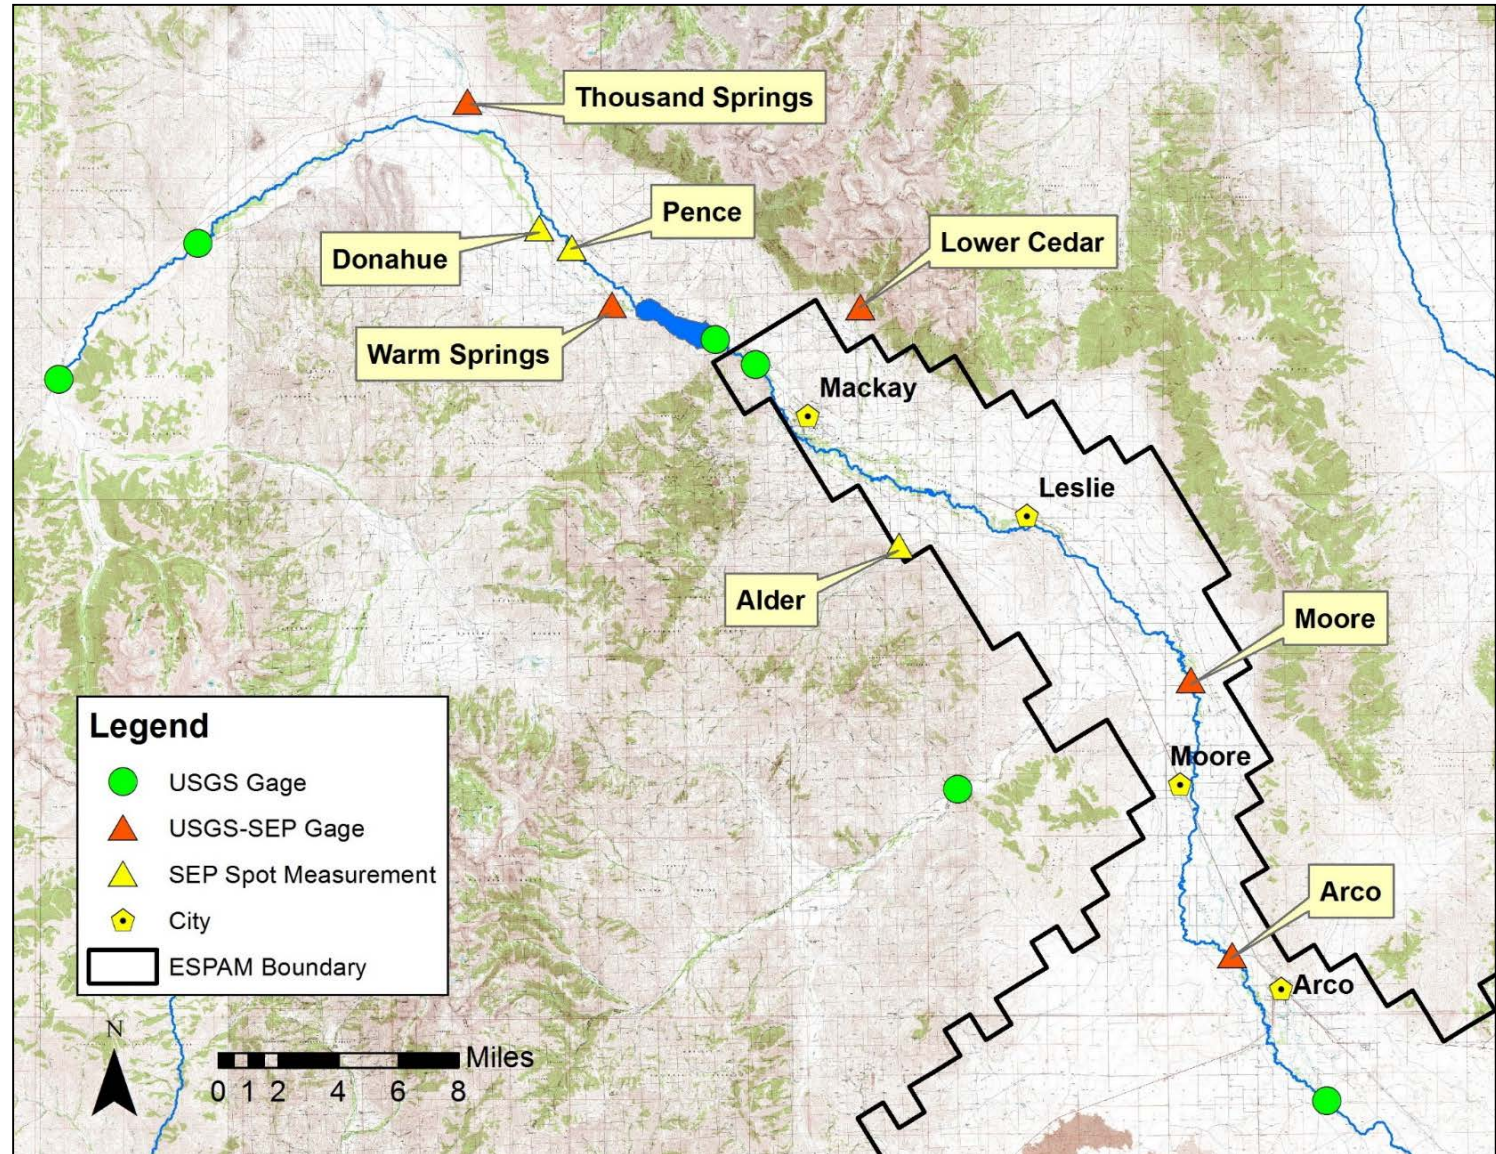 Thousand Springs
Pence
Donahue
Lower Cedar
Warm Springs
Mackay
Leslie
Alder
Moore
Legend
USGS Gage
USGS-SEP Gage
SEP Spot Measurement
City
ESPAM Boundary
Moore
Arco
Arco
N
Miles
0 1 2 4 6 8